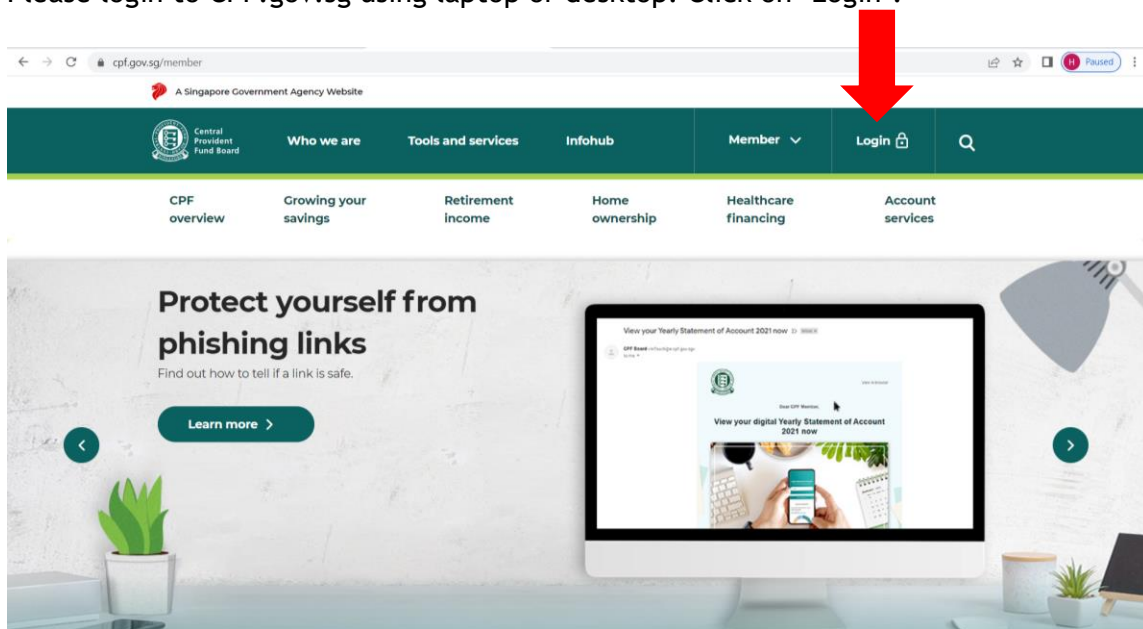 Please login to CPF.gov.sg using laptop or desktop. Click on "Login".
cpf.gov.sg/member
H Paused
A Singapore Government Agency Website
Central
Provident
Fund Board
Who we are
Tools and services
Infohub
Member
Login
CPF
overview
Growing your
savings
Retirement
income
Home
ownership
Healthcare
financing
Account
services
Protect yourself from
phishing links
Find out how to tell if a link is safe.
Learn more
View your Yearly Statement of Account 2021 now
CPF Board
to me
Dear CPF Member,
View your digital Yearly Statement of Account
2021 now